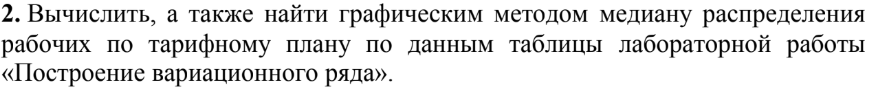 2. Вычислить, а также найти графическим методом медиану распределения
рабочих по тарифному плану по данным таблицы лабораторной работы
«Построение вариационного ряда».